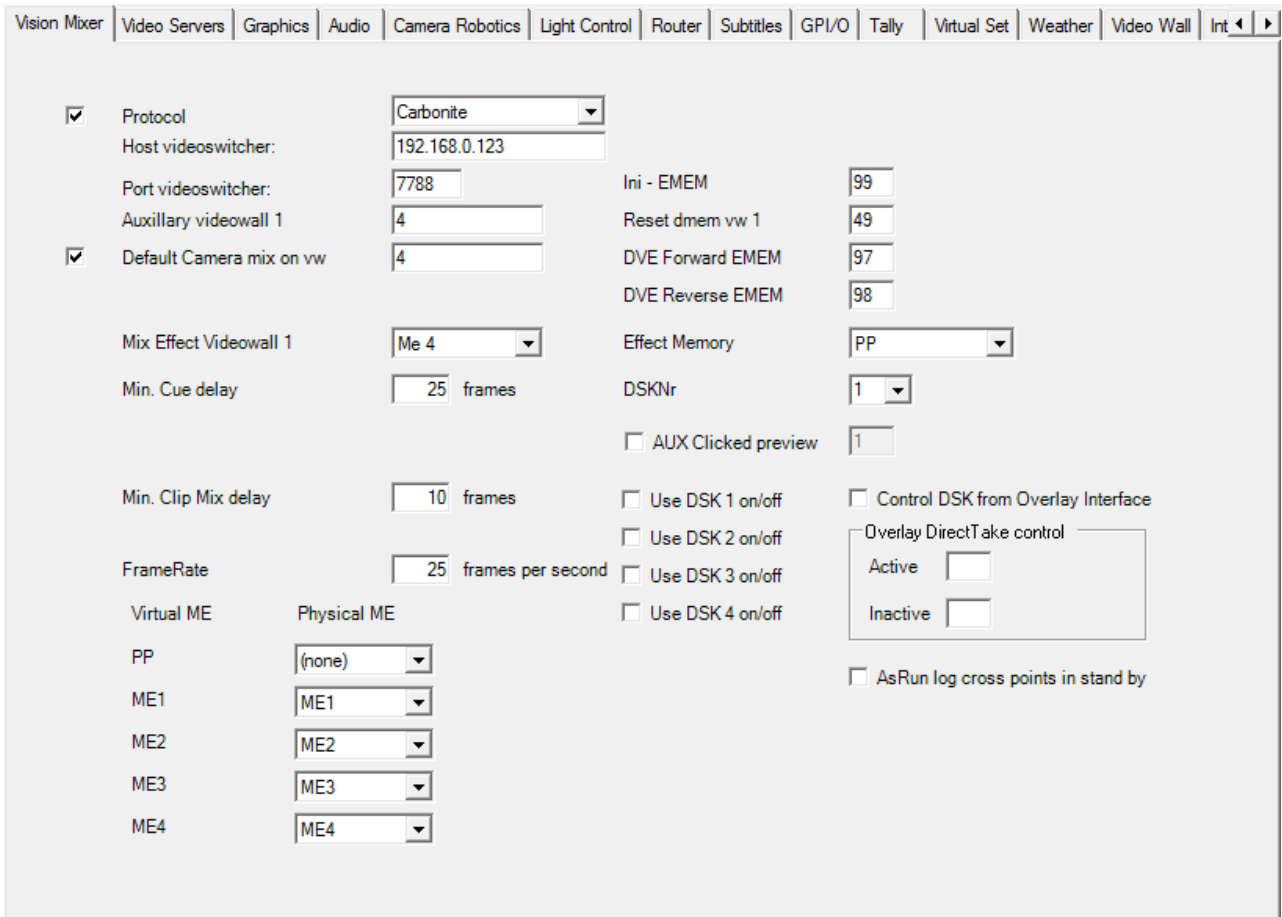 Vision Mixer Video Servers Graphics Audio Camera Robotics Light Control Router Subtitles GPI/O Tally Virtual Set Weather Video Wall Int
Protocol Carbonite
Host videoswitcher: 192.168.0.123
Port videoswitcher: 7788 Ini - EMEM 99
Auxillary videowall 1 4 Reset dmem vw 1 49
Default Camera mix on vw 4 DVE Forward EMEM 97
DVE Reverse EMEM 98
Mix Effect Videowall 1 Me 4 Effect Memory PP
Min. Cue delay 25 frames DSKNr 1
AUX Clicked preview 1
Min. Clip Mix delay 10 frames Use DSK 1 on/off Control DSK from Overlay Interface
Use DSK 2 on/off Overlay DirectTake control
FrameRate 25 frames per second Use DSK 3 on/off Active
Virtual ME Physical ME Use DSK 4 on/off Inactive
PP (none)
AsRun log cross points in stand by
ME1 ME1
ME2 ME2
ME3 ME3
ME4 ME4